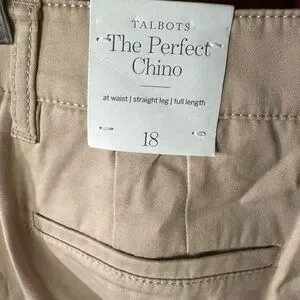 TALBOTS
The Perfect
Chino
at waist | straight leg | full length
18